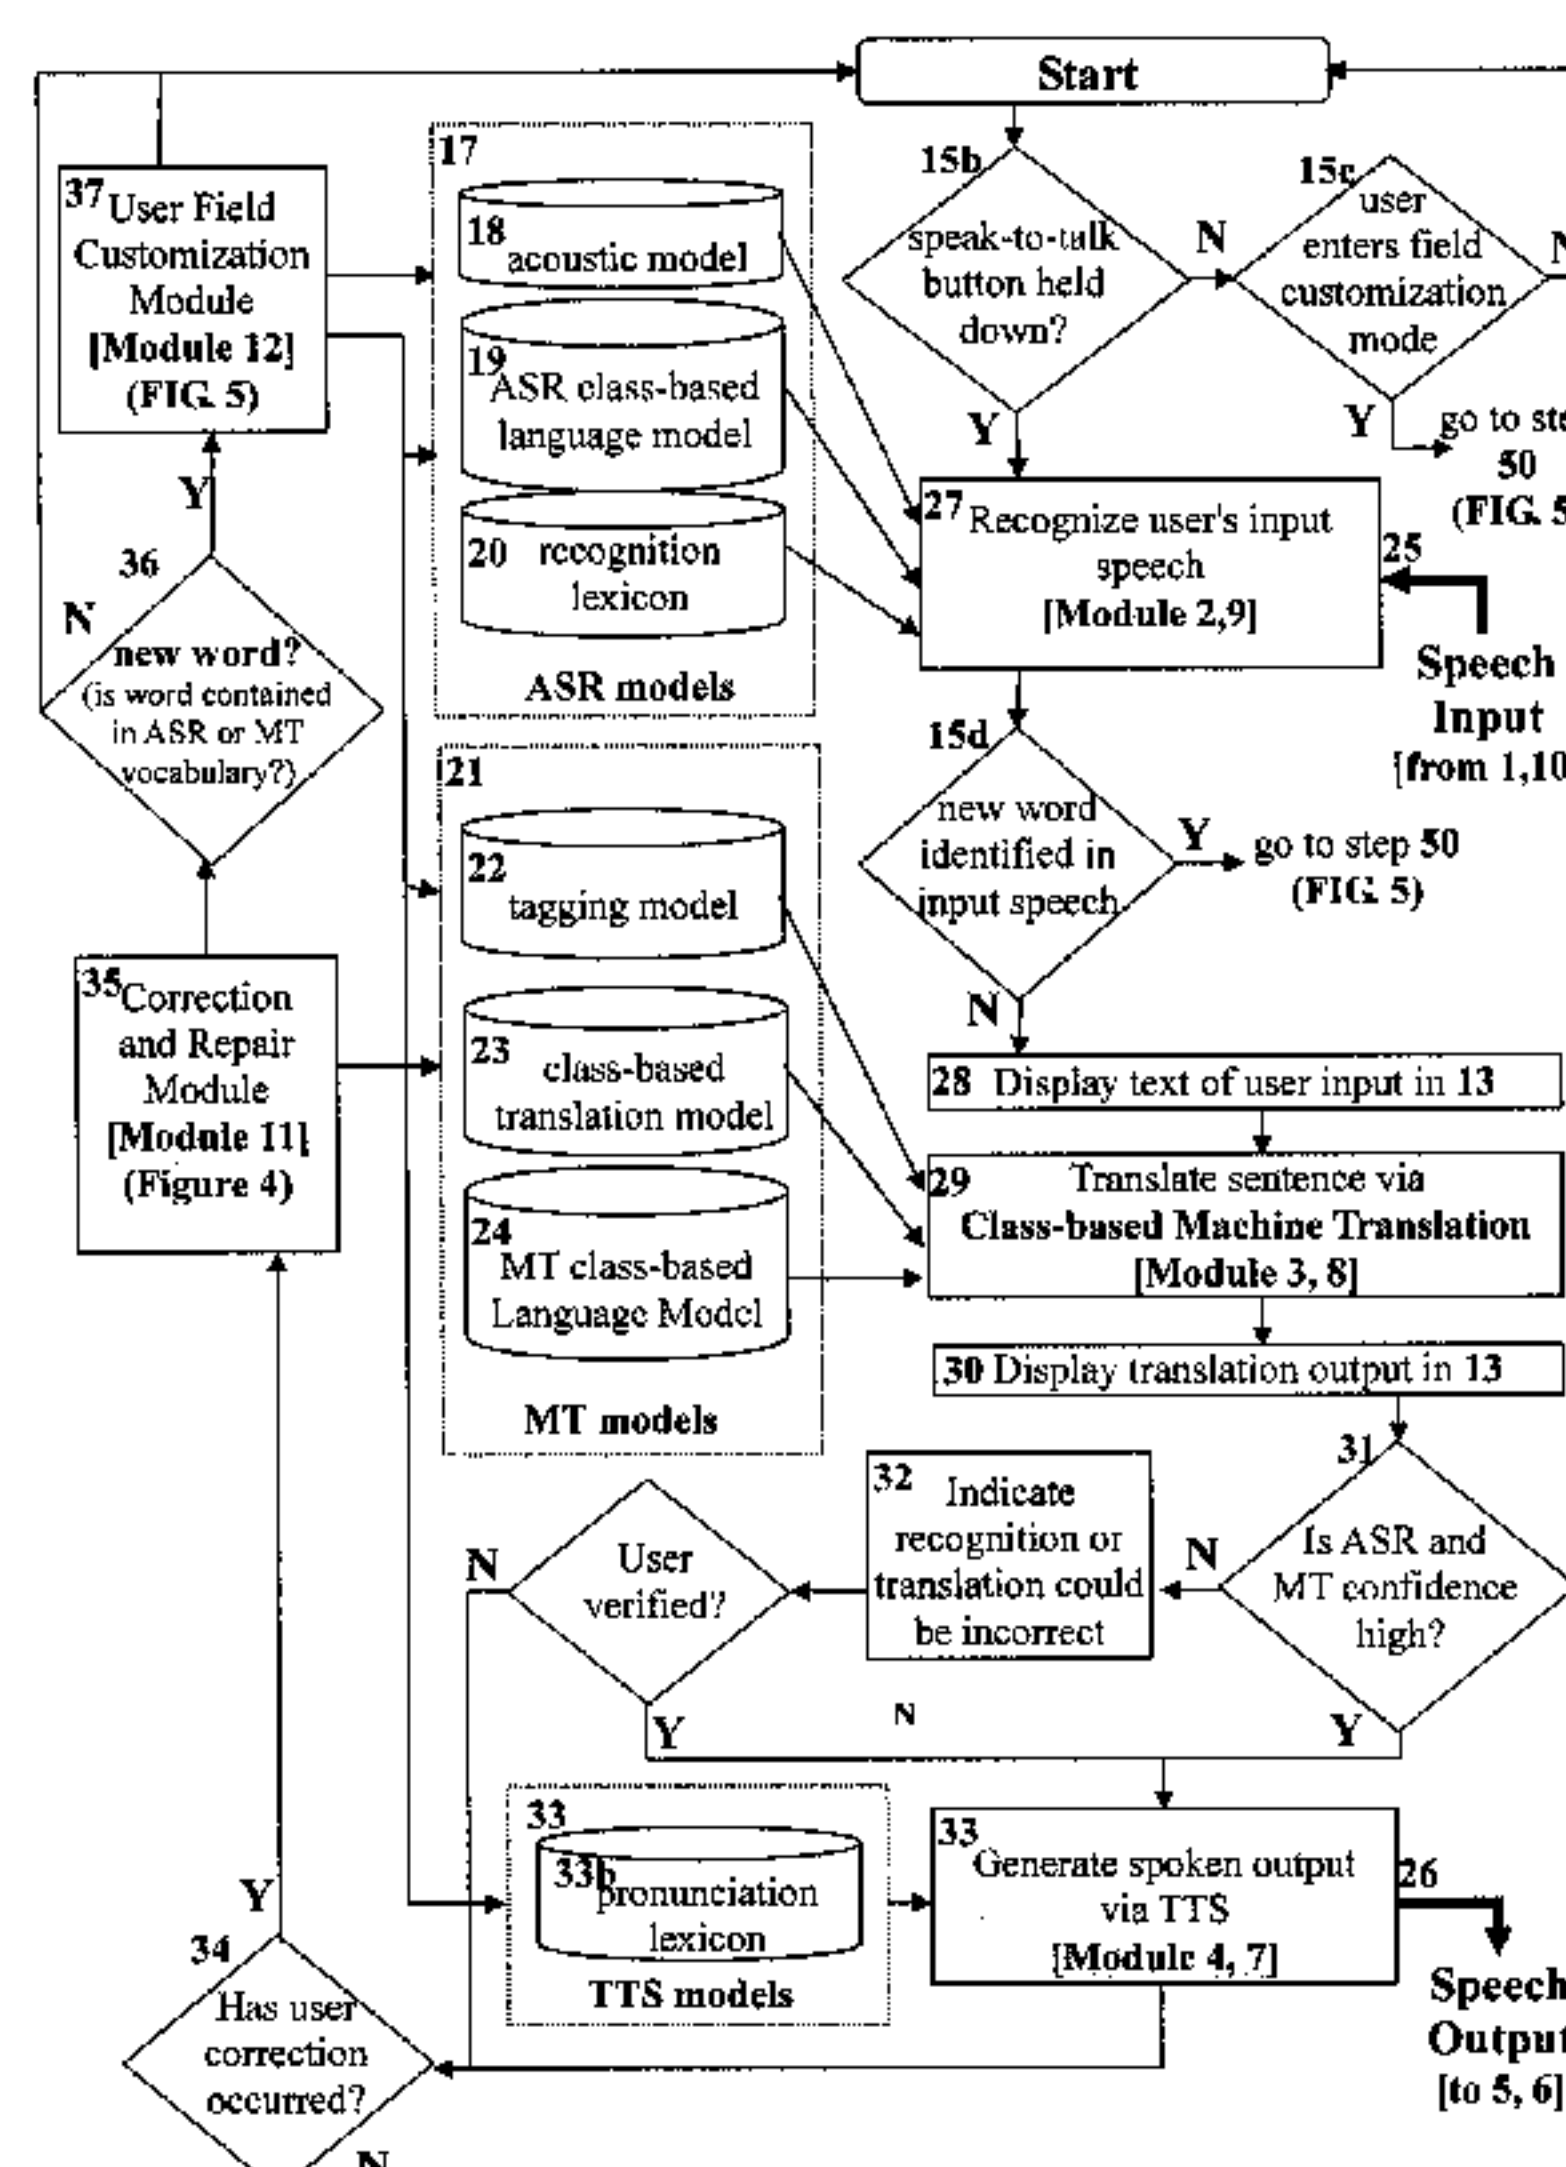 Start
17
37 User Field
Customization
Module
[Module 12]
(FIG. 5)
18
acoustic model
19
ASR class-based
language model
20 recognition
lexicon
ASR models
15b
speak-to-talk
button held
down?
N
Y
15c
user
enters field
customization
mode
N
Y
go to
50
(FIG. 5
27 Recognize user's input
speech
[Module 2,9]
25
Speech
Input
[from 1,10
Y
36
N
new word?
(is word contained
in ASR or MT
vocabulary?)
15d
new word
identified in
input speech
Y
go to step 50
(FIG. 5)
N
21
22
tagging model
23
class-based
translation model
24
MT class-based
Language Model
MT models
35 Correction
and Repair
Module
[Module 11]
(Figure 4)
28 Display text of user input in 13
29 Translate sentence via
Class-based Machine Translation
[Module 3, 8]
30 Display translation output in 13
31
Is ASR and
MT confidence
high?
N
Y
32 Indicate
recognition or
translation could
be incorrect
User
verified?
N
Y
N
33
33b
pronunciation
lexicon
TTS models
33
Generate spoken output
via TTS
[Module 4, 7]
26
Speech
Output
[to 5, 6]
Y
34
Has user
correction
occurred?
N